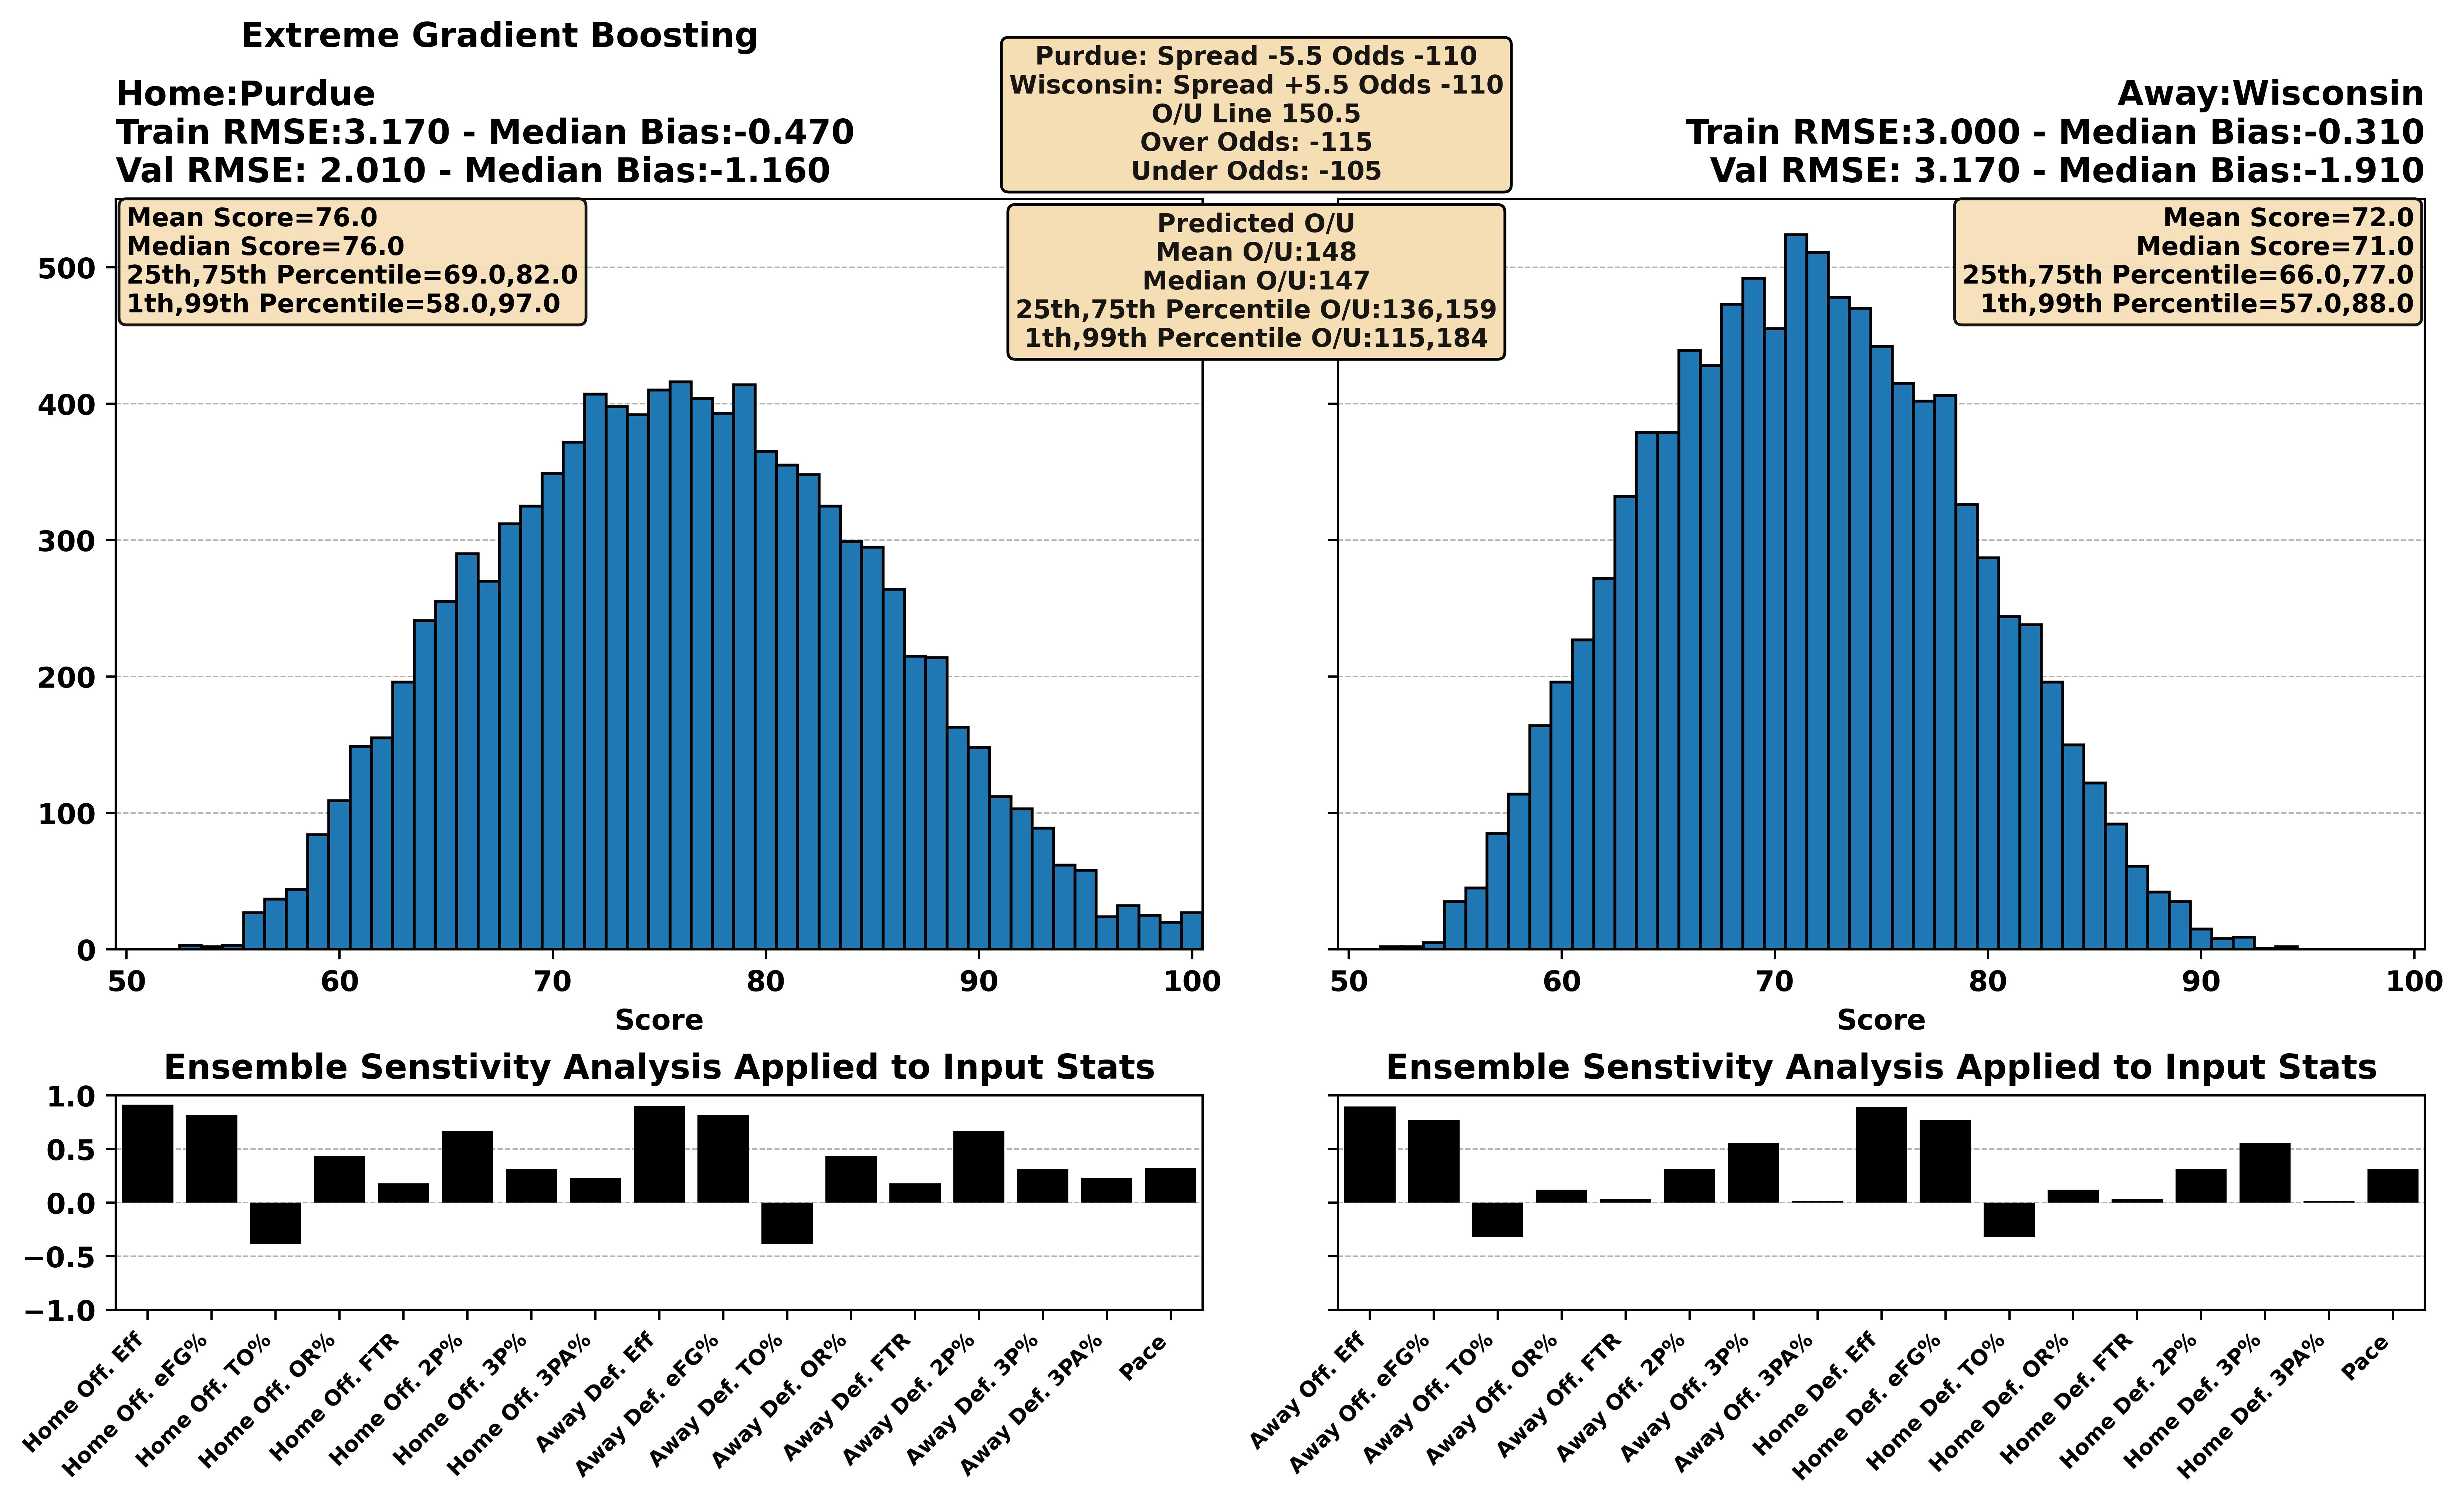 Extreme Gradient Boosting
Home:Purdue
Train RMSE:3.170 - Median Bias:-0.470
Val RMSE: 2.010 - Median Bias:-1.160
Purdue: Spread -5.5 Odds -110
Wisconsin: Spread +5.5 Odds -110
O/U Line 150.5
Over Odds: -115
Under Odds: -105
Away:Wisconsin
Train RMSE:3.000 - Median Bias:-0.310
Val RMSE: 3.170 - Median Bias:-1.910
Mean Score=76.0
Median Score=76.0
25th,75th Percentile=69.0,82.0
1th,99th Percentile=58.0,97.0
Predicted O/U
Mean O/U:148
Median O/U:147
25th,75th Percentile O/U:136,159
1th,99th Percentile O/U:115,184
Mean Score=72.0
Median Score=71.0
25th,75th Percentile=66.0,77.0
1th,99th Percentile=57.0,88.0
500
400
300
200
100
0
50 60 70 80 90 100
Score
50 60 70 80 90 100
Score
Ensemble Senstivity Analysis Applied to Input Stats
1.0
0.5
0.0
−0.5
−1.0
Home Off. Eff
Home Off. eFG%
Home Off. TO%
Home Off. OR%
Home Off. FTR
Home Off. 2P%
Home Off. 3P%
Home Off. 3PA%
Away Def. Eff
Away Def. eFG%
Away Def. TO%
Away Def. OR%
Away Def. FTR
Away Def. 2P%
Away Def. 3P%
Away Def. 3PA%
Pace
Ensemble Senstivity Analysis Applied to Input Stats
Away Off. Eff
Away Off. eFG%
Away Off. TO%
Away Off. OR%
Away Off. FTR
Away Off. 2P%
Away Off. 3P%
Away Off. 3PA%
Home Def. Eff
Home Def. eFG%
Home Def. TO%
Home Def. OR%
Home Def. FTR
Home Def. 2P%
Home Def. 3P%
Home Def. 3PA%
Pace